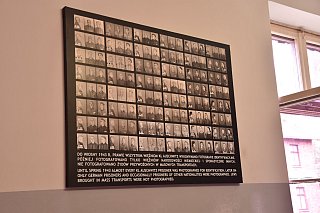 DO WIOSNY 1943 R. PRAWIE WSZYSTKIM WIĘŹNIOM KL AUSCHWITZ WYKONYWANO FOTOGRAFIE IDENTYFIKACYJNE.
PÓŹNIEJ FOTOGRAFOWANO TYLKO WIĘŹNIÓW NARODOWOŚCI NIEMIECKIEJ I SPORADYCZNIE INNYCH.
NIE FOTOGRAFOWANO ŻYDÓW PRZYWOŻONYCH W MASOWYCH TRANSPORTACH.
UNTIL SPRING 1943 ALMOST EVERY KL AUSCHWITZ PRISONER WAS PHOTOGRAPHED FOR IDENTIFICATION. LATER ON
ONLY GERMAN PRISONERS AND OCCASIONALLY PRISONERS OF OTHER NATIONALITIES WERE PHOTOGRAPHED. JEWS
BROUGHT IN MASS TRANSPORTS WERE NOT PHOTOGRAPHED.